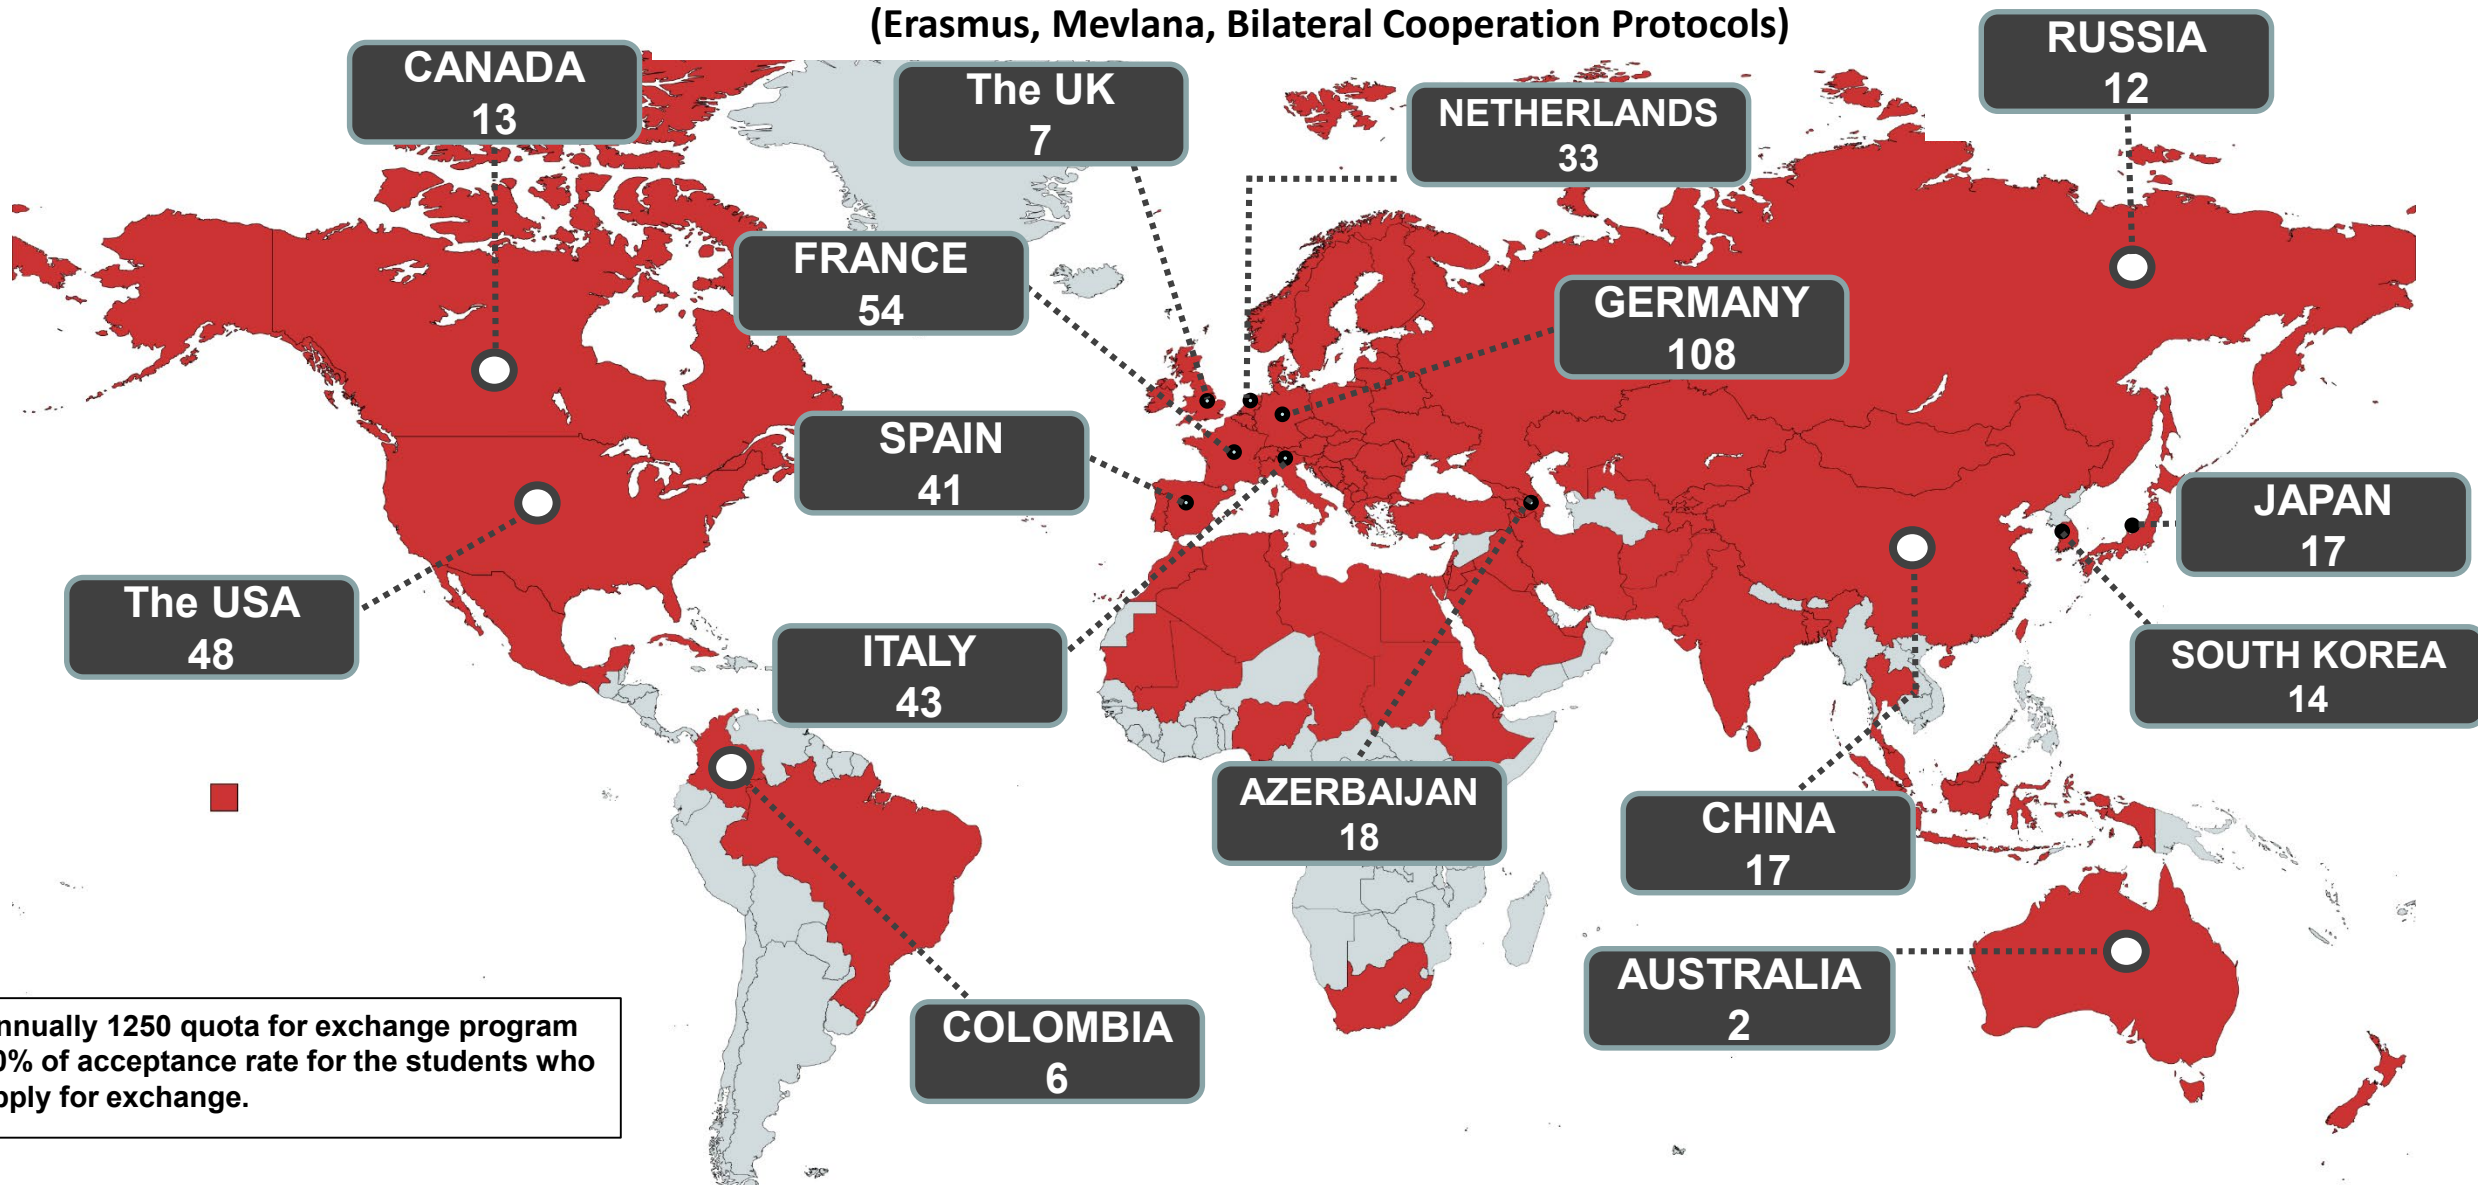 (Erasmus, Mevlana, Bilateral Cooperation Protocols)
CANADA
13
The UK
7
NETHERLANDS
33
RUSSIA
12
FRANCE
54
GERMANY
108
SPAIN
41
JAPAN
17
The USA
48
ITALY
43
SOUTH KOREA
14
AZERBAIJAN
18
CHINA
17
AUSTRALIA
2
COLOMBIA
6
nnually 1250 quota for exchange program
0% of acceptance rate for the students who
pply for exchange.